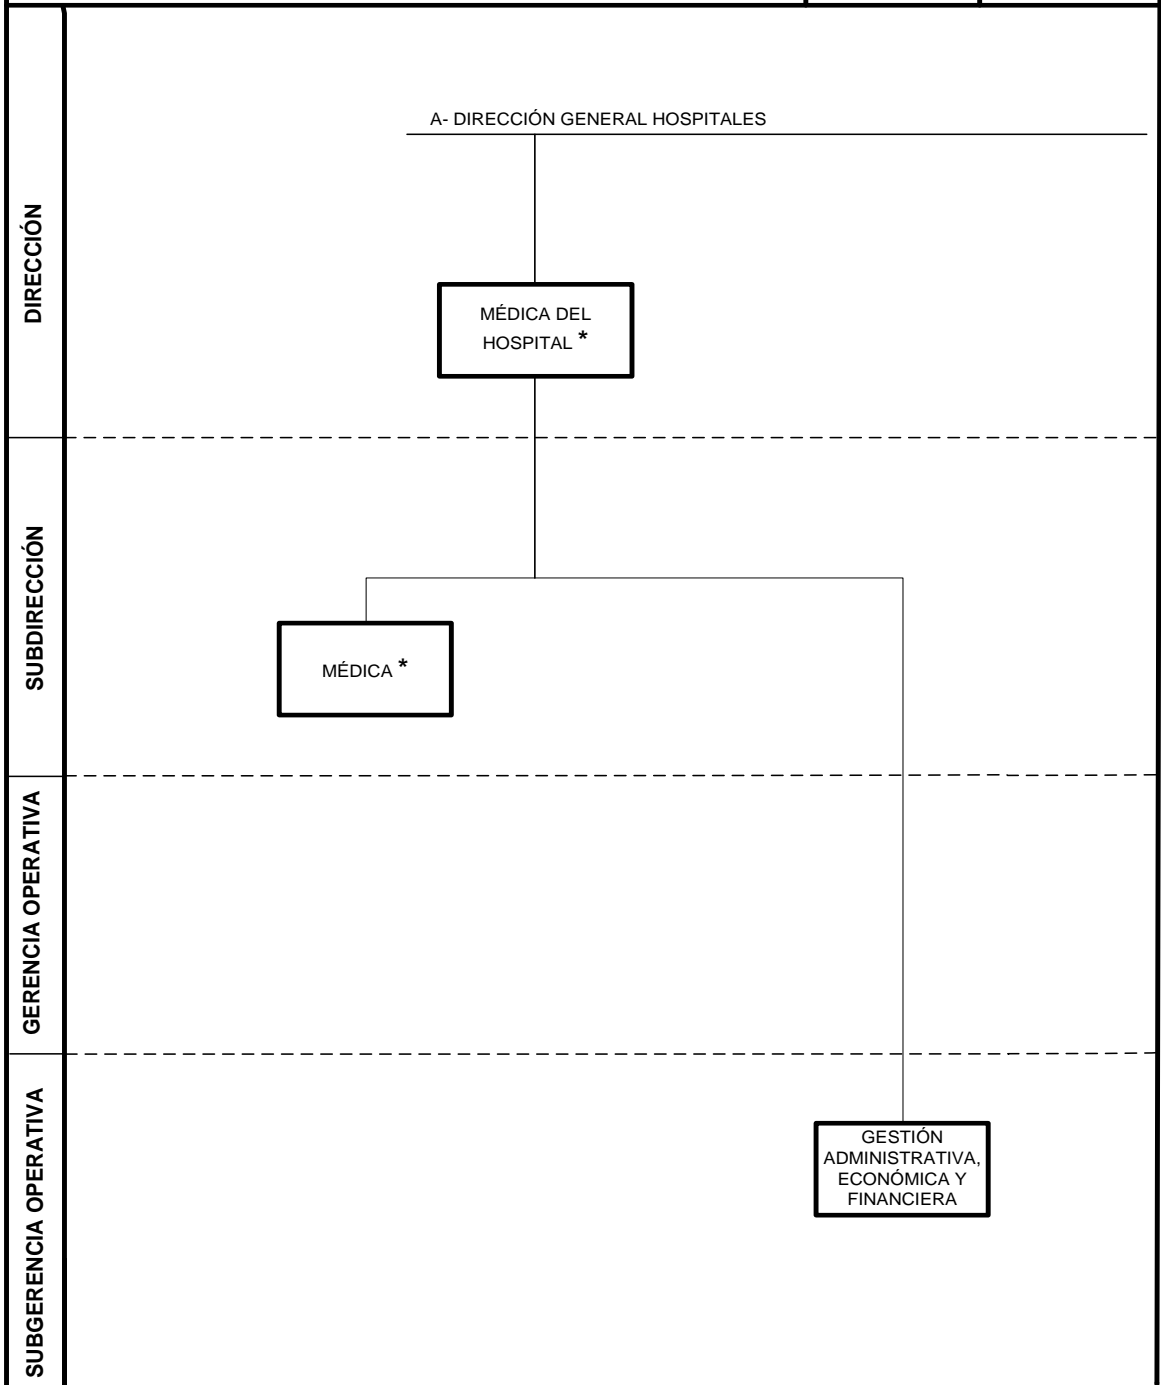 A- DIRECCIÓN GENERAL HOSPITALES
DIRECCIÓN
MÉDICA DEL
HOSPITAL *
SUBDIRECCIÓN
MÉDICA *
GERENCIA OPERATIVA
SUBGERENCIA OPERATIVA
GESTIÓN
ADMINISTRATIVA,
ECONÓMICA Y
FINANCIERA